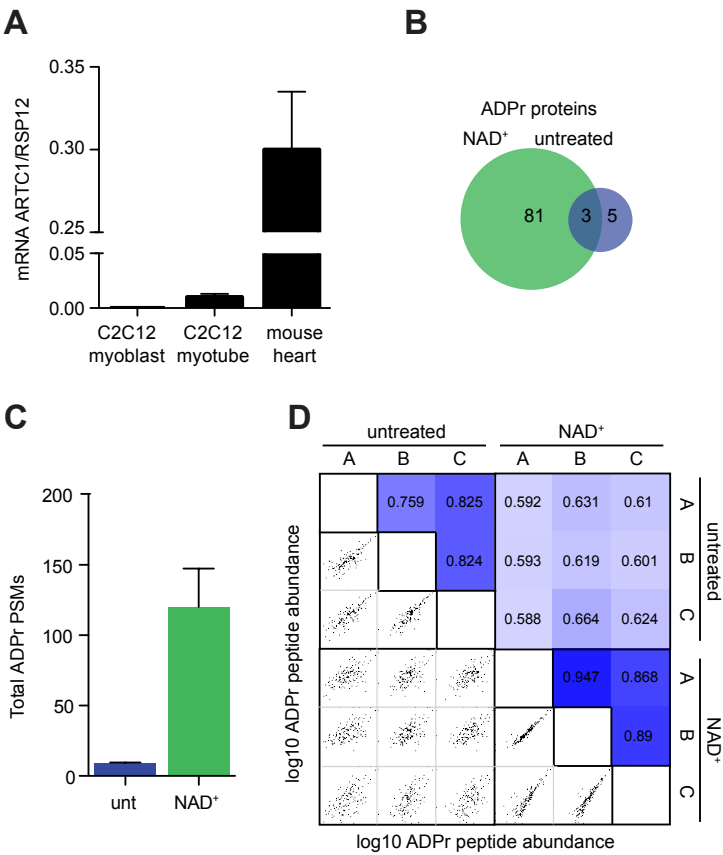 A
mRNA ARTC1/RSP12
0.35
0.30
0.25
0.05
0.00
C2C12
myoblast
C2C12
myotube
mouse
heart
B
ADPr proteins
NAD⁺ untreated
81 3 5
C
Total ADPr PSMs
200
150
100
50
0
unt NAD⁺
D
untreated NAD⁺
A B C A B C
0.759 0.825 0.592 0.631 0.61 A
0.824 0.593 0.619 0.601 B
0.588 0.664 0.624 C
untreated
0.947 0.868 A
0.89 B
C
NAD⁺
log10 ADPr peptide abundance
log10 ADPr peptide abundance